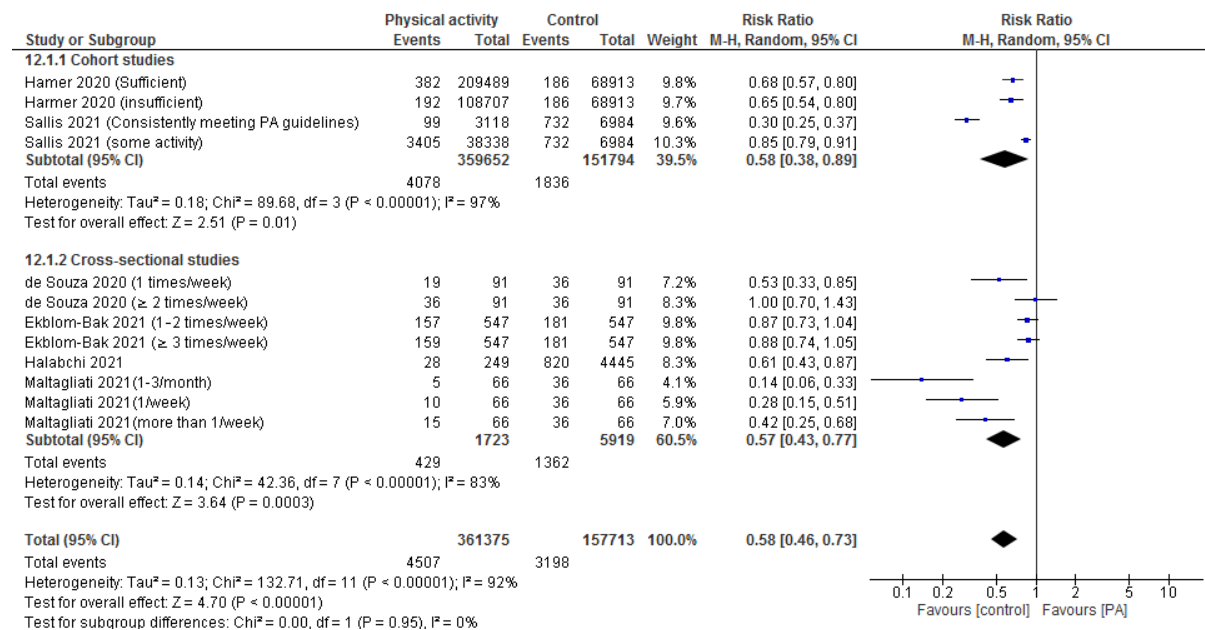 Physical activity Control Risk Ratio Risk Ratio
Study or Subgroup Events Total Events Total Weight M-H, Random, 95% CI M-H, Random, 95% CI
12.1.1 Cohort studies
Hamer 2020 (Sufficient) 382 209489 186 68913 9.8% 0.68 [0.57, 0.80]
Harmer 2020 (insufficient) 192 108707 186 68913 9.7% 0.65 [0.54, 0.80]
Sallis 2021 (Consistently meeting PA guidelines) 99 3118 732 6984 9.6% 0.30 [0.25, 0.37]
Sallis 2021 (some activity) 3405 38338 732 6984 10.3% 0.85 [0.79, 0.91]
Subtotal (95% CI) 359652 151794 39.5% 0.58 [0.38, 0.89]
Total events 4078 1836
Heterogeneity: Tau² = 0.18; Chi² = 89.68, df = 3 (P < 0.00001); I² = 97%
Test for overall effect: Z = 2.51 (P = 0.01)
12.1.2 Cross-sectional studies
de Souza 2020 (1 times/week) 19 91 36 91 7.2% 0.53 [0.33, 0.85]
de Souza 2020 (≥ 2 times/week) 36 91 36 91 8.3% 1.00 [0.70, 1.43]
Ekblom-Bak 2021 (1-2 times/week) 157 547 181 547 9.8% 0.87 [0.73, 1.04]
Ekblom-Bak 2021 (≥ 3 times/week) 159 547 181 547 9.8% 0.88 [0.74, 1.05]
Halabchi 2021 28 249 820 4445 8.3% 0.61 [0.43, 0.87]
Maltagliati 2021(1-3/month) 5 66 36 66 4.1% 0.14 [0.06, 0.33]
Maltagliati 2021(1/week) 10 66 36 66 5.9% 0.28 [0.15, 0.51]
Maltagliati 2021(more than 1/week) 15 66 36 66 7.0% 0.42 [0.25, 0.68]
Subtotal (95% CI) 1723 5919 60.5% 0.57 [0.43, 0.77]
Total events 429 1362
Heterogeneity: Tau² = 0.14; Chi² = 42.36, df = 7 (P < 0.00001); I² = 83%
Test for overall effect: Z = 3.64 (P = 0.0003)
Total (95% CI) 361375 157713 100.0% 0.58 [0.46, 0.73]
Total events 4507 3198
Heterogeneity: Tau² = 0.13; Chi² = 132.71, df = 11 (P < 0.00001); I² = 92%
Test for overall effect: Z = 4.70 (P < 0.00001)
Test for subgroup differences: Chi² = 0.00, df = 1 (P = 0.95), I² = 0%
0.1 0.2 0.5 1 2 5 10
Favours [control] Favours [PA]